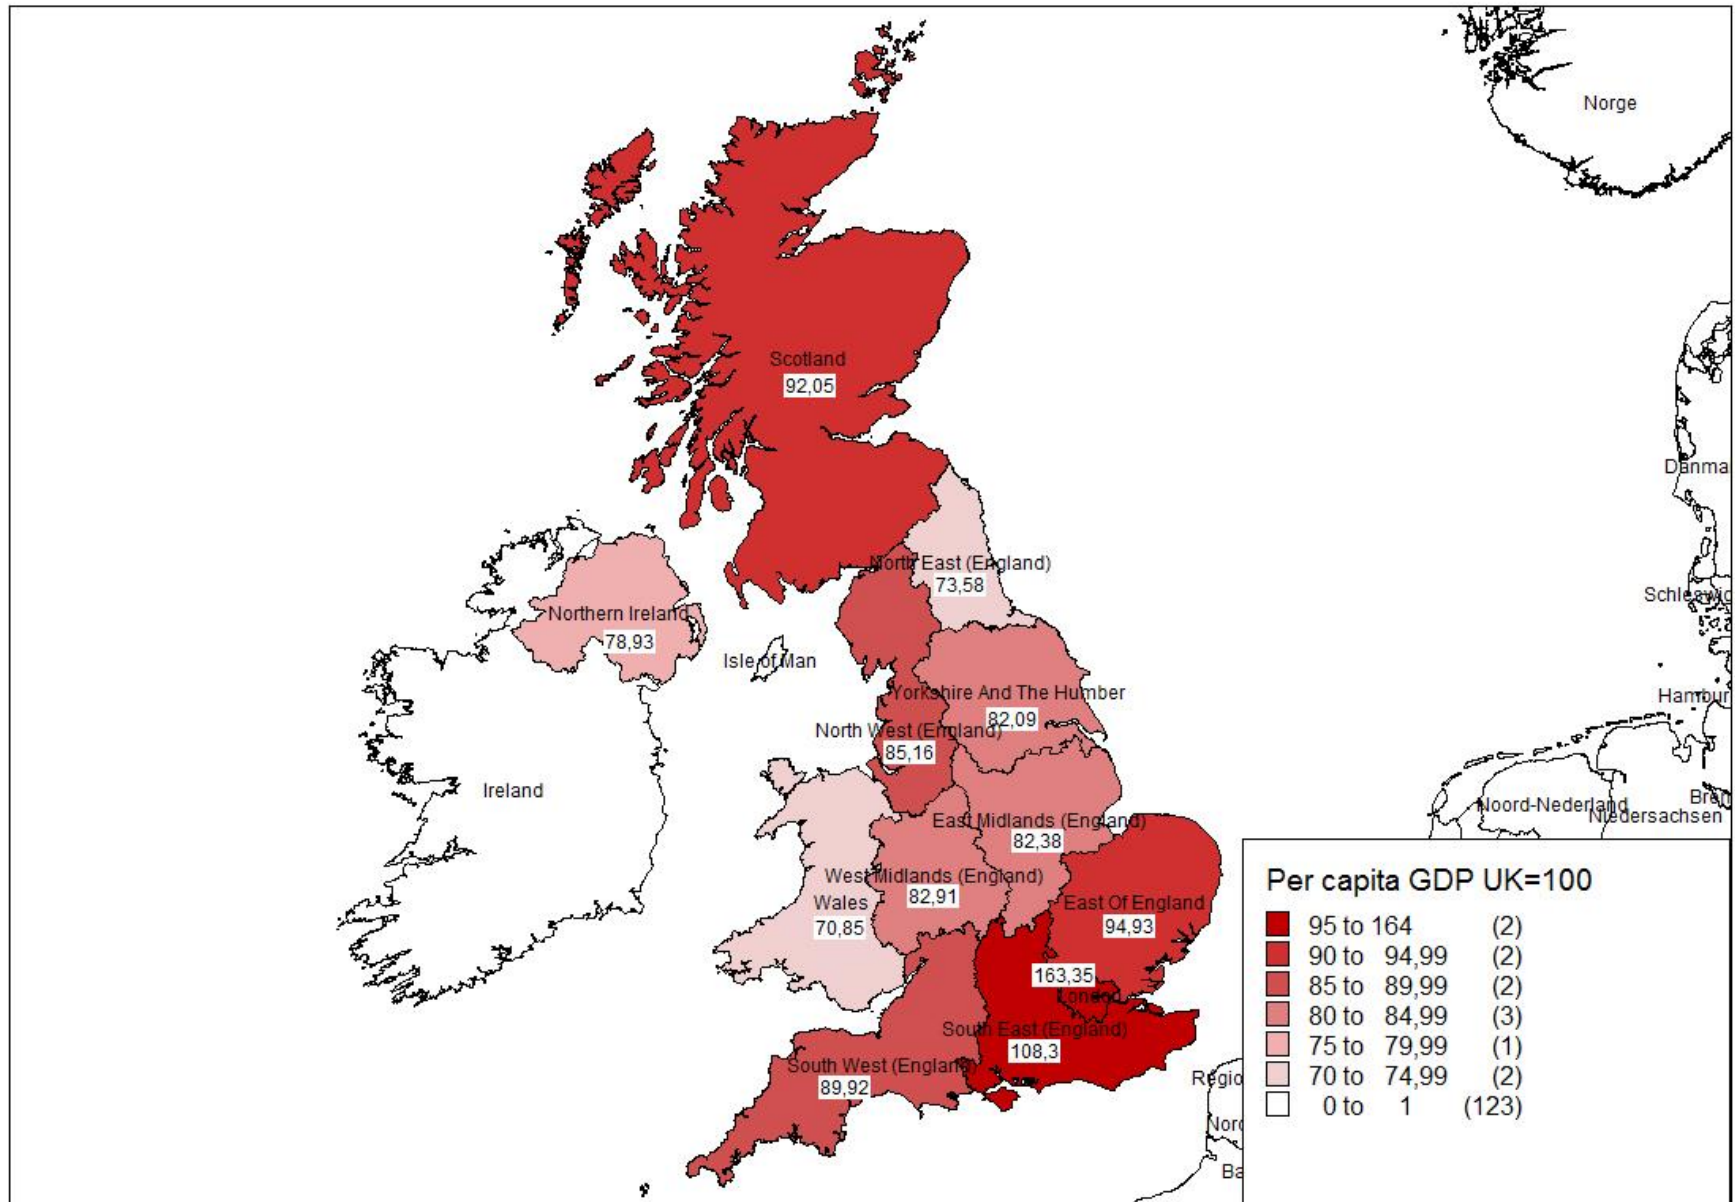 Norge
Scotland
92,05
Danma
North East (England)
73,58
Schleswig
Northern Ireland
78,93
Isle of Man
Yorkshire And The Humber
82,09
Hambur
North West (England)
85,16
Ireland
Noord-Nederland
Niedersachsen
Brem
East Midlands (England)
82,38
West Midlands (England)
82,91
Wales
70,85
East Of England
94,93
163,35
London
South East (England)
108,3
South West (England)
89,92
Regio
Nord
Ba
Per capita GDP UK=100
95 to 164 (2)
90 to 94,99 (2)
85 to 89,99 (2)
80 to 84,99 (3)
75 to 79,99 (1)
70 to 74,99 (2)
0 to 1 (123)